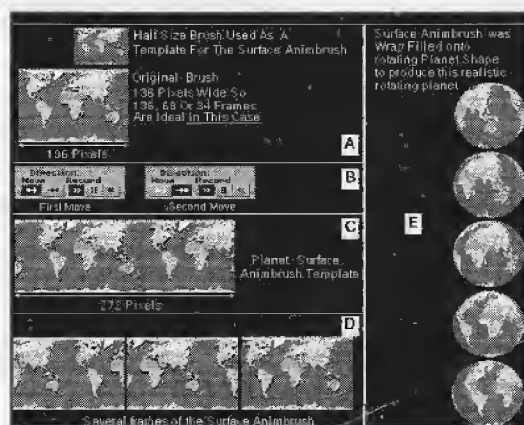 Half Size Brush Used As A
Template For The Surface Animbrush
Original Brush
136 Pixels Wide So
136, 68 Or 34 Frames
Are Ideal In This Case
136 Pixels
A
Direction:
Move Record
Direction:
Move Record
First Move
Second Move
B
C
Planet Surface
Animbrush Template
272 Pixels
D
Several frames of the Surface Animbrush
Surface Animbrush was
Wrap Filled onto
rotating Planet Shape
to produce this realistic
rotating planet
E